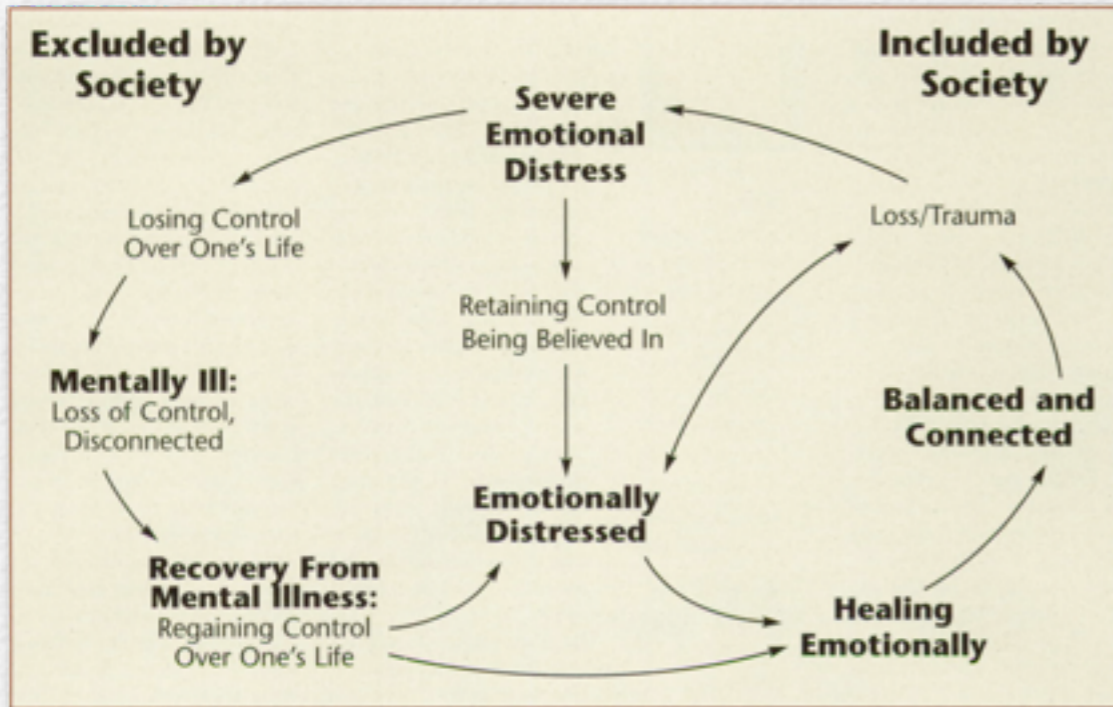 Excluded by
Society
Included by
Society
Severe
Emotional
Distress
Losing Control
Over One's Life
Loss/Trauma
Retaining Control
Being Believed In
Mentally Ill:
Loss of Control,
Disconnected
Balanced and
Connected
Emotionally
Distressed
Recovery From
Mental Illness:
Regaining Control
Over One's Life
Healing
Emotionally